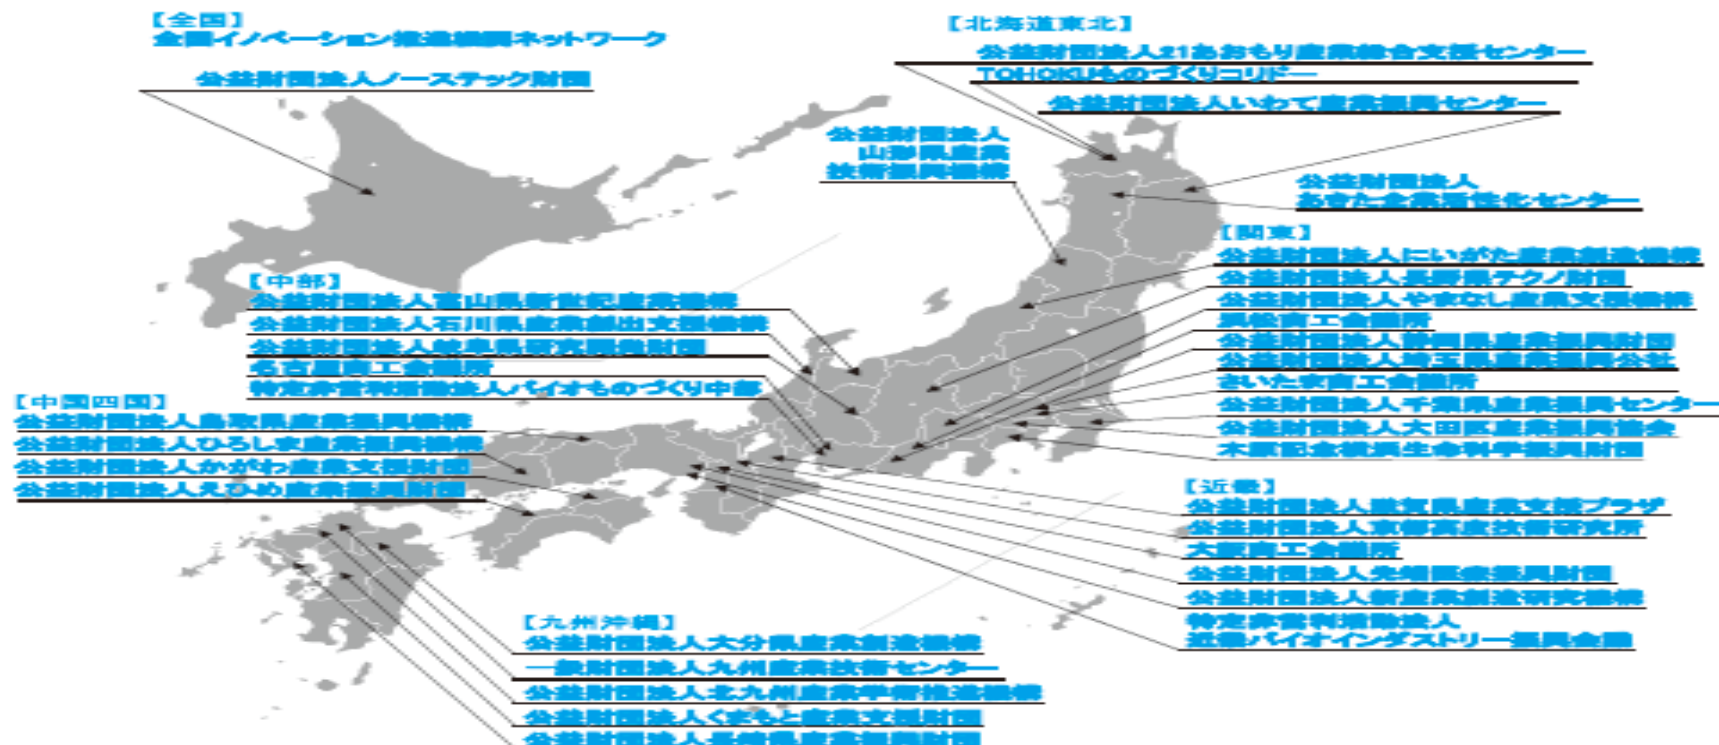 【全国】
全国イノベーション推進機関ネットワーク
公益財団法人ノーステック財団
【北海道東北】
公益財団法人21あおもり産業総合支援センター
TOHOKUものづくりコリドー
公益財団法人いわて産業振興センター
公益財団法人
山形県産業
技術振興機構
公益財団法人
あきた企業活性化センター
【関東】
公益財団法人にいがた産業創造機構
公益財団法人長野県テクノ財団
公益財団法人やまなし産業支援機構
浜松商工会議所
公益財団法人静岡県産業振興財団
公益財団法人埼玉県産業振興公社
さいたま商工会議所
公益財団法人千葉県産業振興センター
公益財団法人大田区産業振興協会
木原記念横浜生命科学振興財団
【中部】
公益財団法人富山県新世紀産業機構
公益財団法人石川県産業創出支援機構
公益財団法人岐阜県研究開発財団
名古屋商工会議所
特定非営利活動法人バイオものづくり中部
【中国四国】
公益財団法人鳥取県産業振興機構
公益財団法人ひろしま産業振興機構
公益財団法人かがわ産業支援財団
公益財団法人えひめ産業振興財団
【近畿】
公益財団法人滋賀県産業支援プラザ
公益財団法人京都高度技術研究所
大阪商工会議所
公益財団法人先端医療振興財団
公益財団法人新産業創造研究機構
特定非営利活動法人
近畿バイオインダストリー振興会議
【九州沖縄】
公益財団法人大分県産業創造機構
一般財団法人九州産業技術センター
公益財団法人北九州産業学術推進機構
公益財団法人くまもと産業支援財団
公益財団法人長崎県産業振興財団